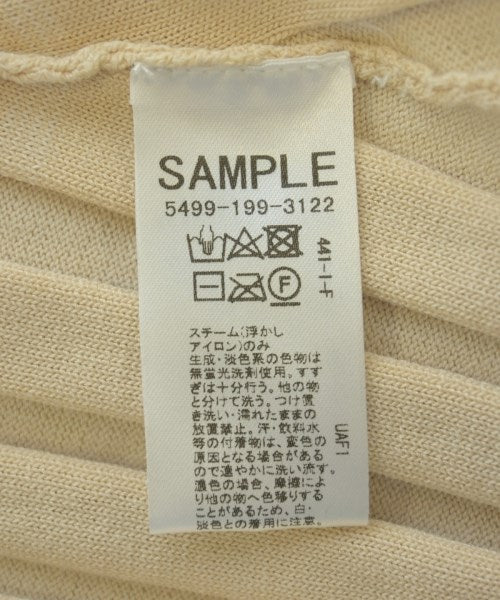 SAMPLE
5499-199-3122
441-I-F
F
スチーム(浮かし
アイロン)のみ
生成・淡色系の色物は
無蛍光洗剤使用。すす
ぎは十分行う。他の物
と分けて洗う。つけ置
き洗い・濡れたままの
放置禁止。汗・飲料水
等の付着物は、変色の
原因となる場合がある
ので速やかに洗い流す。
濃色の場合、摩擦によ
り他の物へ色移りする
ことがあるため、白・
淡色との着用に注意。
UAF1